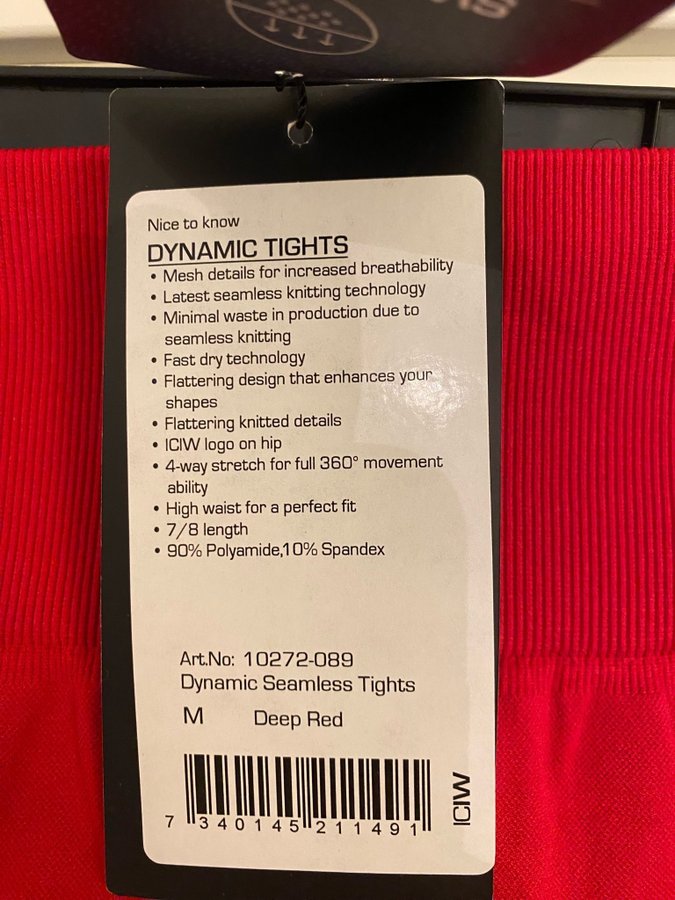 Nice to know
DYNAMIC TIGHTS
• Mesh details for increased breathability
• Latest seamless knitting technology
• Minimal waste in production due to
seamless knitting
• Fast dry technology
• Flattering design that enhances your
shapes
• Flattering knitted details
• ICIW logo on hip
• 4-way stretch for full 360° movement
ability
• High waist for a perfect fit
• 7/8 length
• 90% Polyamide,10% Spandex
Art.No: 10272-089
Dynamic Seamless Tights
M Deep Red
7 340145 211491
ICIW